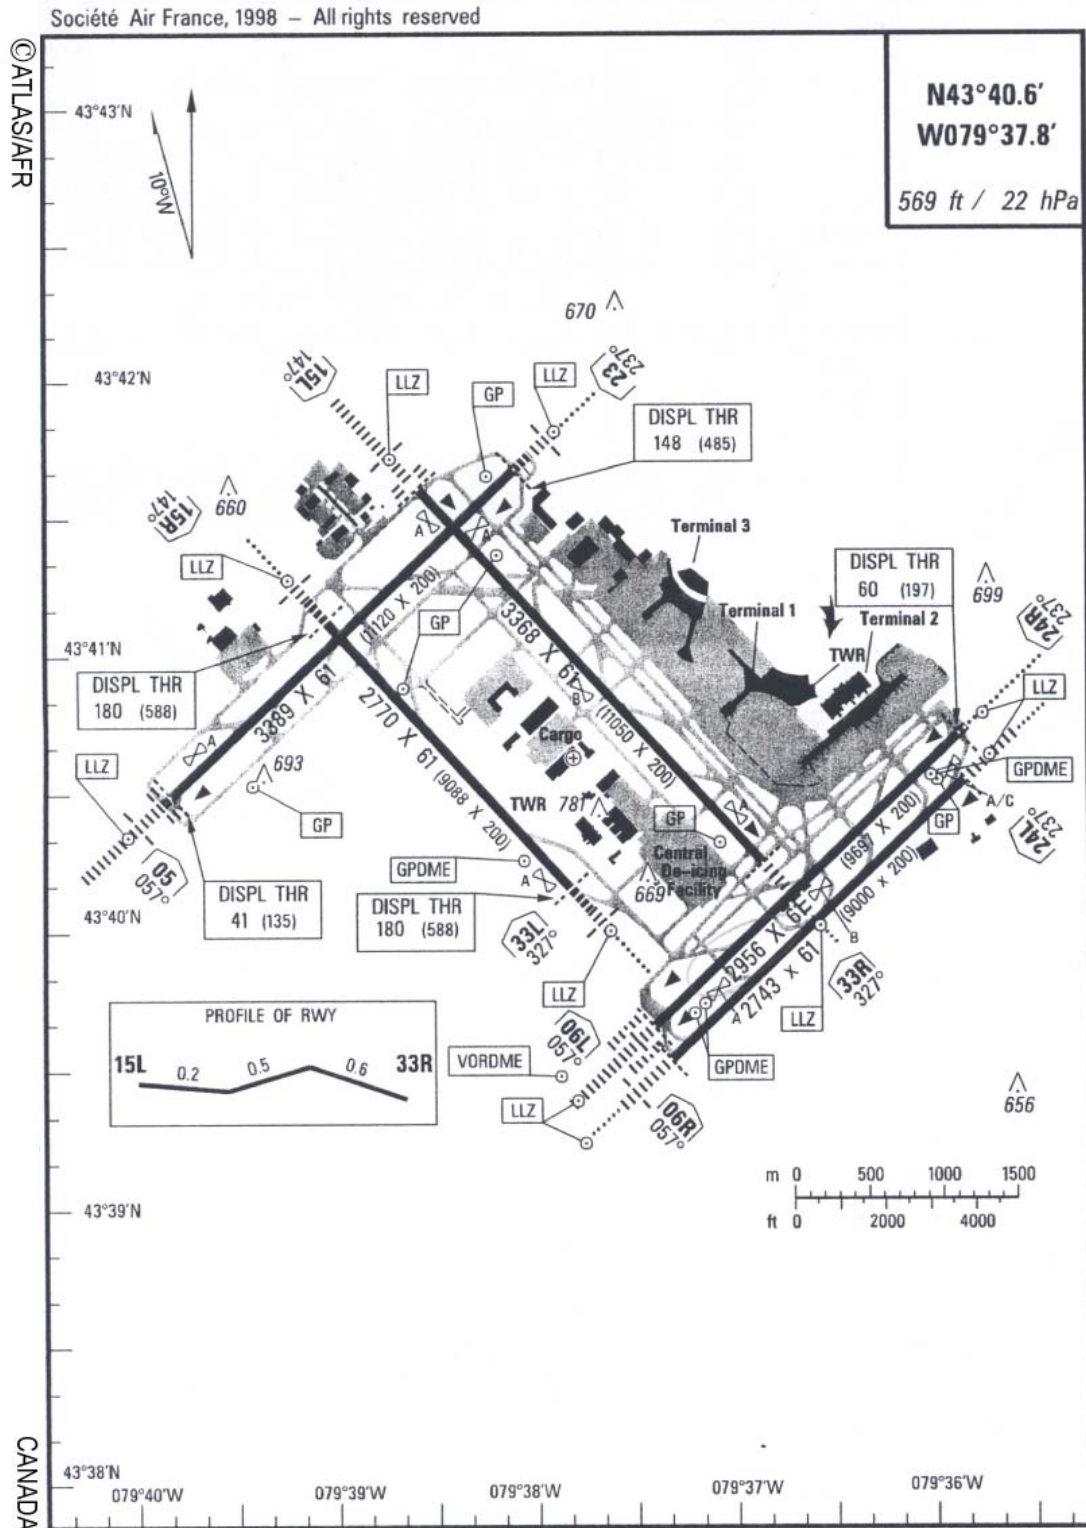 Société Air France, 1998 – All rights reserved
©ATLAS/AFR
N43°40.6′
W079°37.8′
569 ft / 22 hPa
43°43′N
10°W
670
43°42′N
15L
147°
LLZ
GP
LLZ
23
237°
DISPL THR
148 (485)
15R
147°
660
A
A
Terminal 3
LLZ
DISPL THR
60 (197)
699
24R
237°
(11120 X 200)
GP
3368 X 61
Terminal 1
Terminal 2
TWR
43°41′N
DISPL THR
180 (588)
3389 X 61
2770 X 61 (9088 X 200)
B
(11050 X 200)
LLZ
A
Cargo
LLZ
693
GP
TWR
781
A
GPDME
GP
A/C
24L
237°
GP
(9697 X 200)
(9000 X 200)
05
057°
GPDME
A
Central
De-icing
Facility
669
DISPL THR
41 (135)
43°40′N
DISPL THR
180 (588)
33L
327°
2956 X 61
2743 X 61
B
33R
327°
LLZ
LLZ
A
PROFILE OF RWY
15L
0.2
0.5
0.6
33R
06L
057°
VORDME
GPDME
LLZ
06R
057°
656
m 0 500 1000 1500
ft 0 2000 4000
43°39′N
43°38′N
079°40′W
079°39′W
079°38′W
079°37′W
079°36′W
CANADA